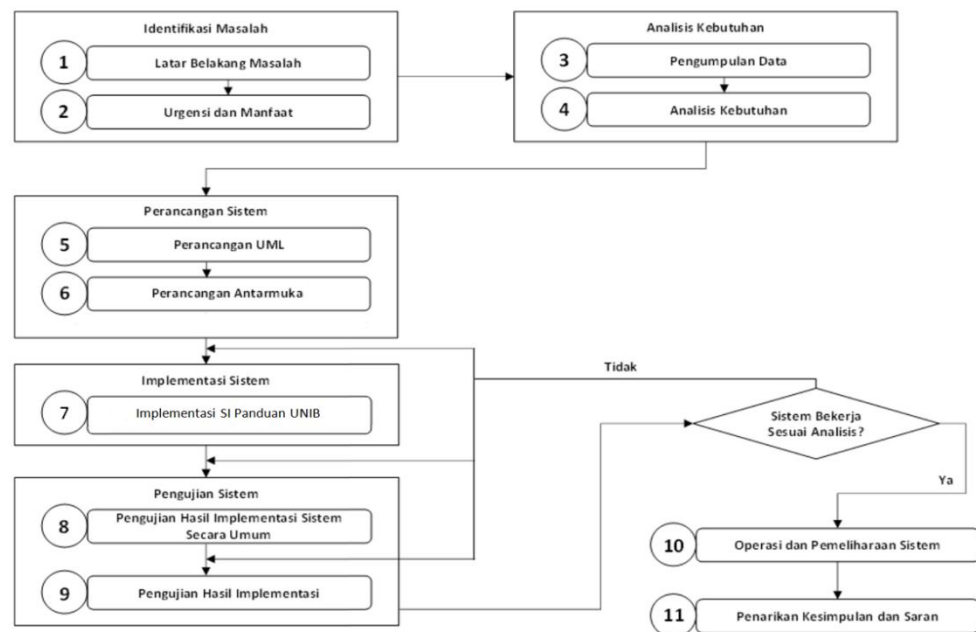 Identifikasi Masalah
1
Latar Belakang Masalah
2
Urgensi dan Manfaat
Analisis Kebutuhan
3
Pengumpulan Data
4
Analisis Kebutuhan
Perancangan Sistem
5
Perancangan UML
6
Perancangan Antarmuka
Implementasi Sistem
7
Implementasi SI Panduan UNIB
Pengujian Sistem
8
Pengujian Hasil Implementasi Sistem
Secara Umum
9
Pengujian Hasil Implementasi
Tidak
Sistem Bekerja
Sesuai Analisis?
Ya
10
Operasi dan Pemeliharaan Sistem
11
Penarikan Kesimpulan dan Saran